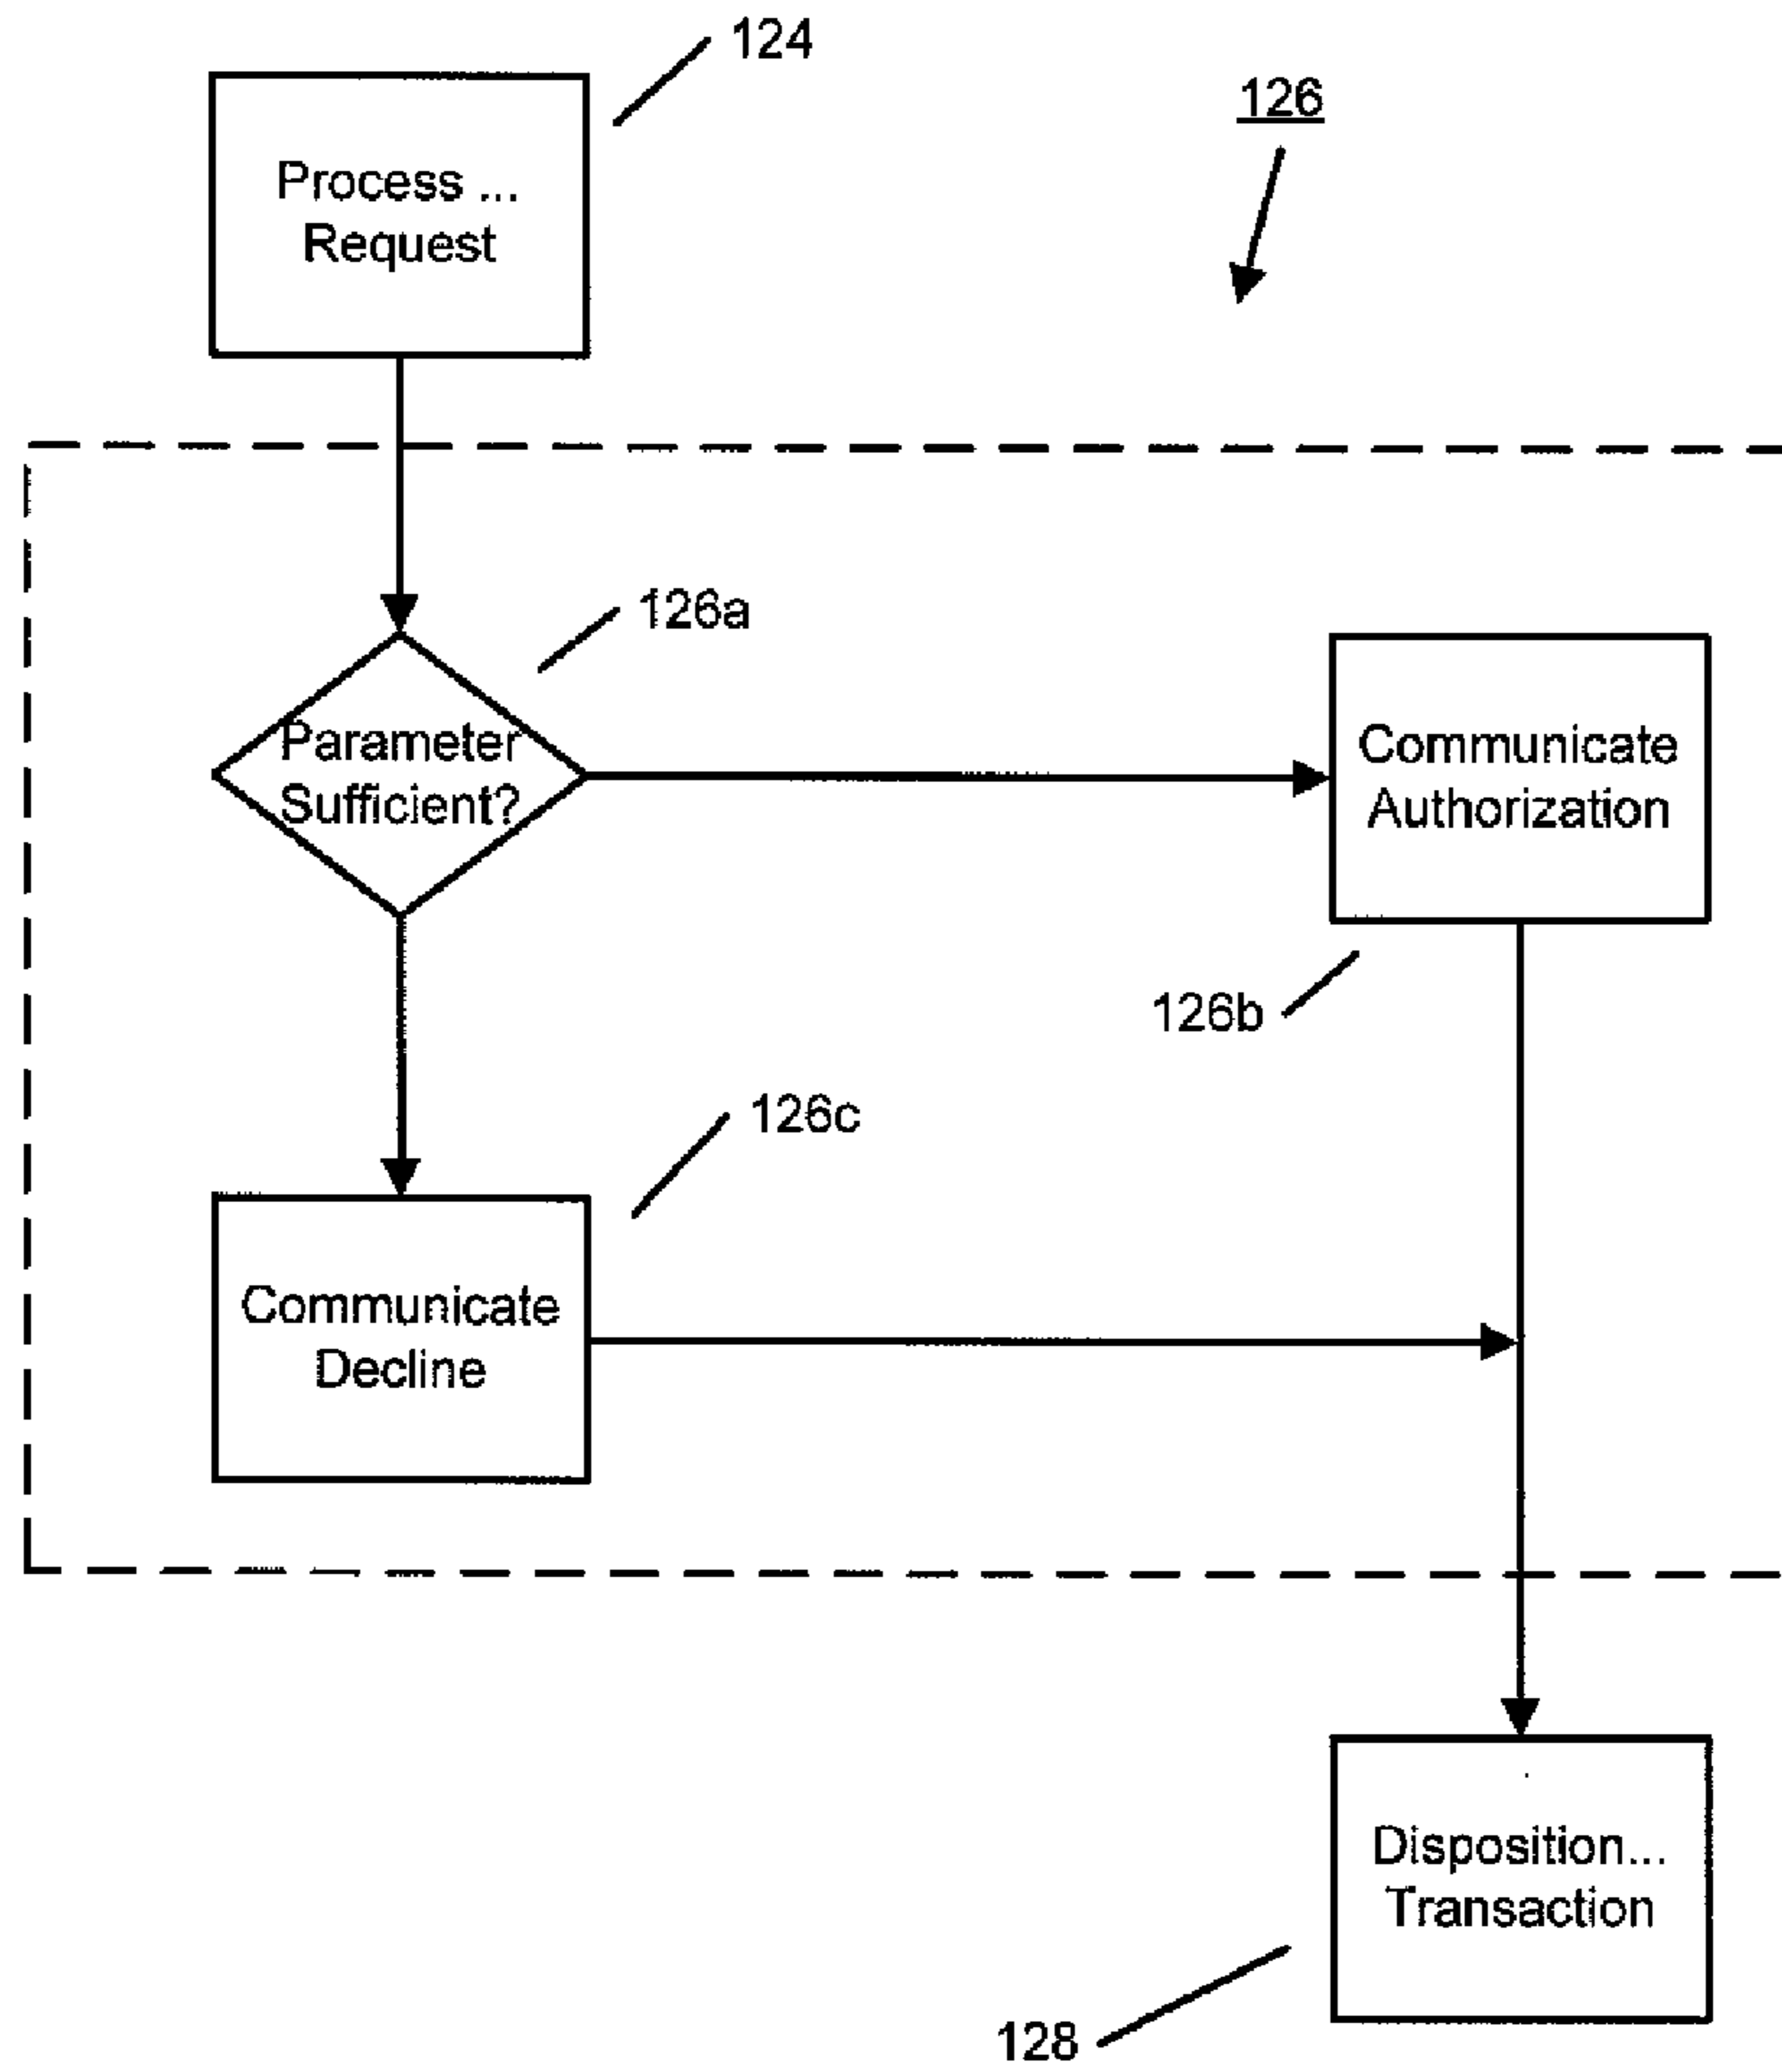 124
126
Process ...
Request
126a
Parameter
Sufficient?
Communicate
Authorization
126b
126c
Communicate
Decline
Disposition...
Transaction
128